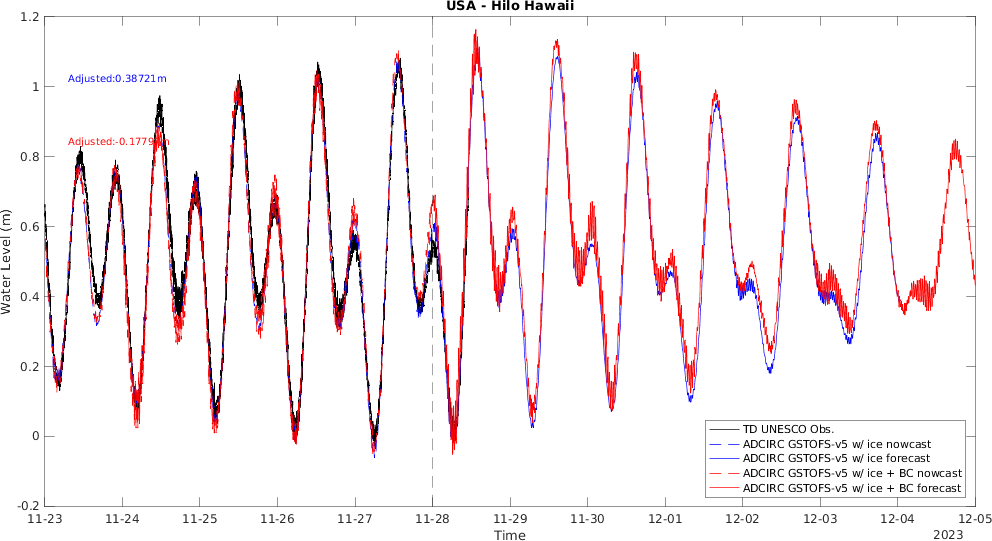 USA - Hilo Hawaii
1.2
1
0.8
0.6
0.4
0.2
0
-0.2
Water Level (m)
Adjusted:0.38721m
Adjusted:-0.1779
TD UNESCO Obs.
ADCIRC GSTOFS-v5 w/ ice nowcast
ADCIRC GSTOFS-v5 w/ ice forecast
ADCIRC GSTOFS-v5 w/ ice + BC nowcast
ADCIRC GSTOFS-v5 w/ ice + BC forecast
11-23 11-24 11-25 11-26 11-27 11-28 11-29 11-30 12-01 12-02 12-03 12-04 12-05
Time
2023